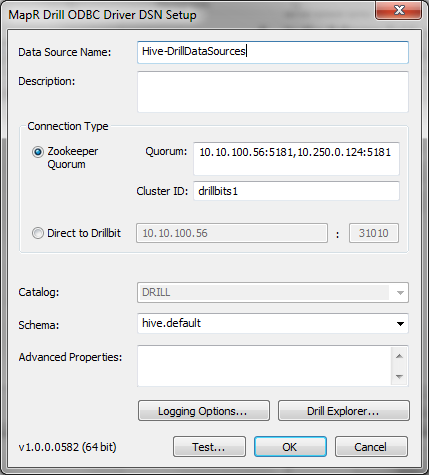 MapR Drill ODBC Driver DSN Setup
Data Source Name: Hive-DrillDataSources
Description:
Connection Type
Zookeeper Quorum Quorum: 10.10.100.56:5181,10.250.0.124:5181
Cluster ID: drillbits1
Direct to Drillbit 10.10.100.56 : 31010
Catalog: DRILL
Schema: hive.default
Advanced Properties:
Logging Options... Drill Explorer...
v1.0.0.0582 (64 bit) Test... OK Cancel